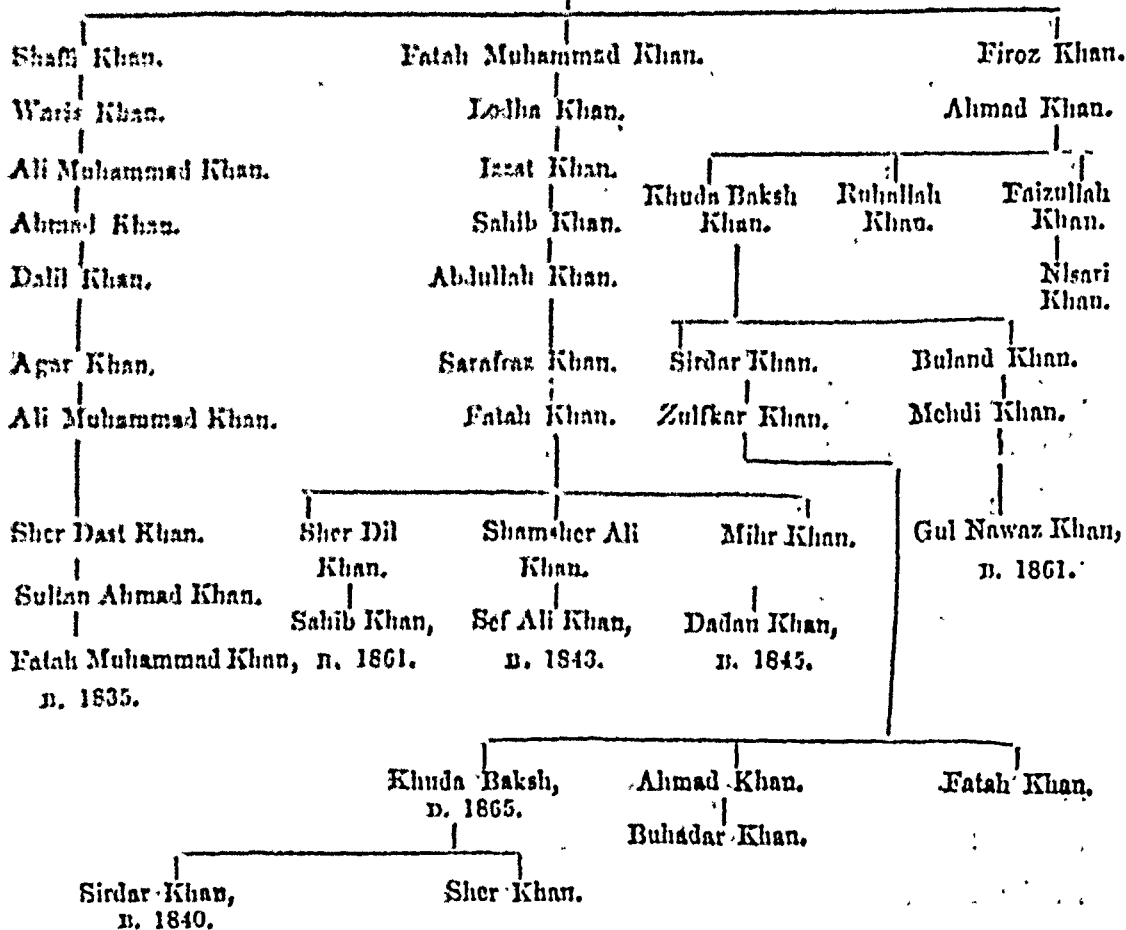 Shaffi Khan. Fatah Muhammad Khan. Firoz Khan.
Waris Khan. Lodha Khan. Ahmad Khan.
Ali Muhammad Khan. Izzat Khan. Khuda Baksh Ruhallah Faizullah
Khan. Khan. Khan.
Ahmad Khan. Sahib Khan.
Dalil Khan. Abdullah Khan. Nisari
Khan.
Agar Khan. Sarafraz Khan. Sirdar Khan. Buland Khan.
Ali Muhammad Khan. Fatah Khan. Zulfkar Khan. Mehdi Khan.
Sher Dast Khan. Sher Dil Shamsher Ali Mihr Khan. Gul Nawaz Khan,
Khan. Khan. B. 1861.
Sultan Ahmad Khan. Sahib Khan, Sef Ali Khan, Dadan Khan,
Fatah Muhammad Khan, B. 1861. B. 1843. B. 1845.
B. 1835.
Khuda Baksh, Ahmad Khan. Fatah Khan.
D. 1865. Buhadar Khan.
Sirdar Khan, Sher Khan.
B. 1840.